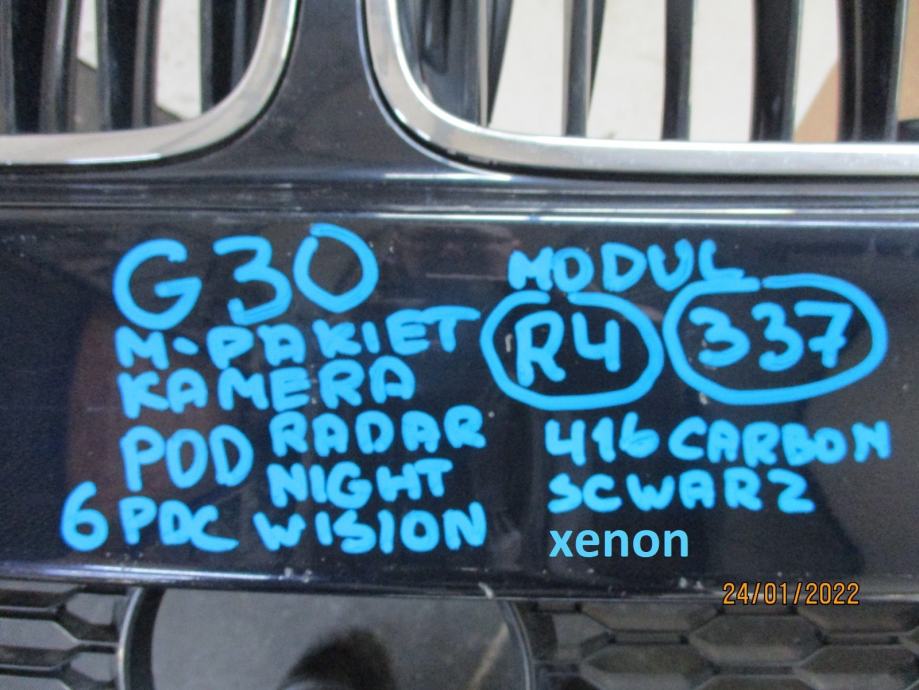 G30
M-PAKIET
KAMERA
POD RADAR
NIGHT
6 PDC WISION
MODUL
R4 337
416 CARBON
SCWARZ
xenon
24/01/2022